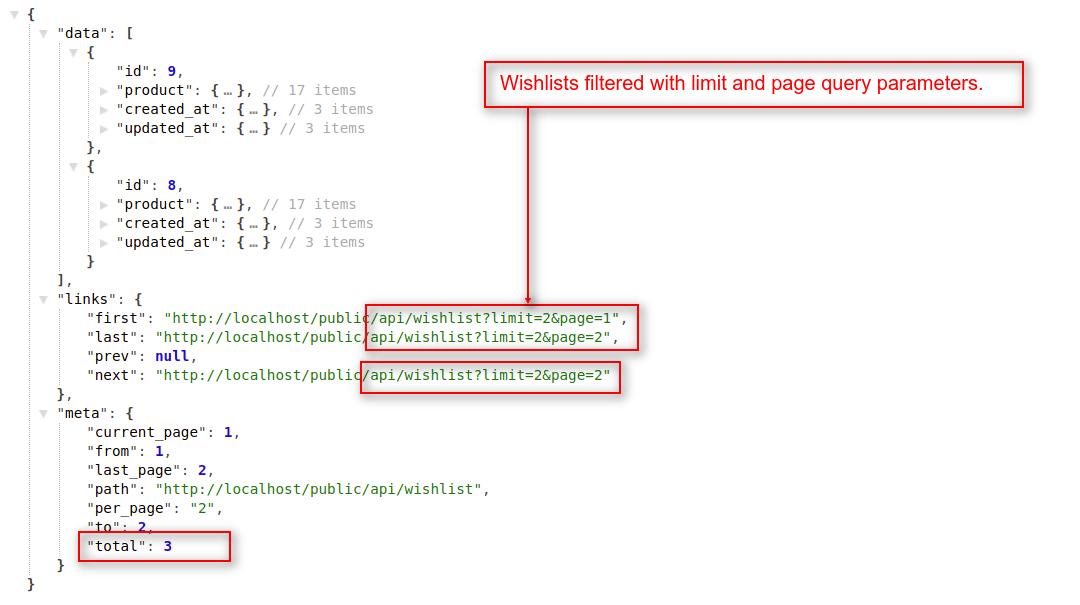 {
"data": [
{
"id": 9,
"product": { … }, // 17 items
Wishlists filtered with limit and page query parameters.
"created_at": { … }, // 3 items
"updated_at": { … } // 3 items
},
{
"id": 8,
"product": { … }, // 17 items
"created_at": { … }, // 3 items
"updated_at": { … } // 3 items
}
],
"links": {
"first": "http://localhost/public/api/wishlist?limit=2&page=1",
"last": "http://localhost/public/api/wishlist?limit=2&page=2",
"prev": null,
"next": "http://localhost/public/api/wishlist?limit=2&page=2"
},
"meta": {
"current_page": 1,
"from": 1,
"last_page": 2,
"path": "http://localhost/public/api/wishlist",
"per_page": "2",
"to": 2,
"total": 3
}
}